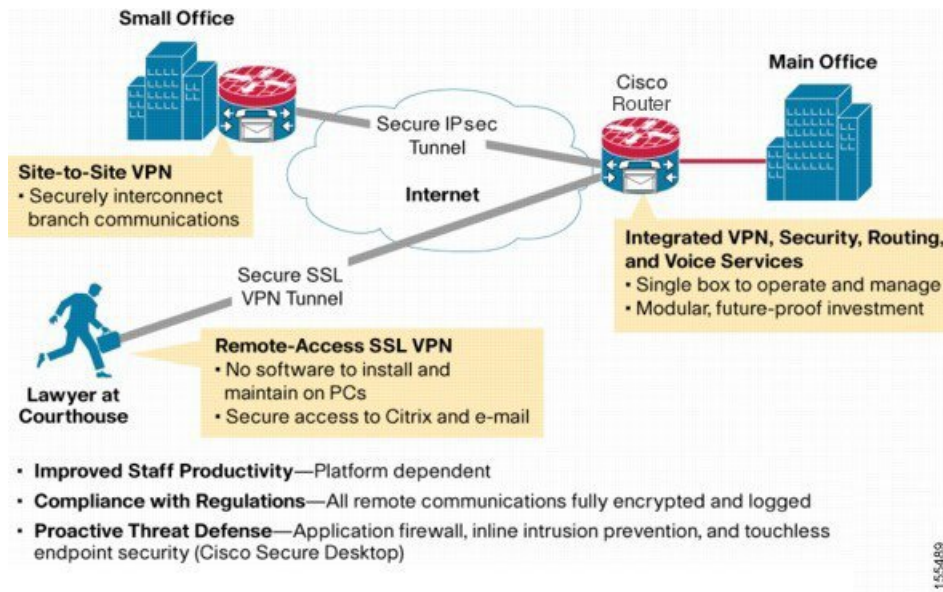 Small Office
Cisco
Router
Main Office
Secure IPsec
Tunnel
Internet
Site-to-Site VPN
• Securely interconnect
branch communications
Integrated VPN, Security, Routing,
and Voice Services
• Single box to operate and manage
• Modular, future-proof investment
Secure SSL
VPN Tunnel
Remote-Access SSL VPN
• No software to install and
maintain on PCs
• Secure access to Citrix and e-mail
Lawyer at
Courthouse
• Improved Staff Productivity—Platform dependent
• Compliance with Regulations—All remote communications fully encrypted and logged
• Proactive Threat Defense—Application firewall, inline intrusion prevention, and touchless
endpoint security (Cisco Secure Desktop)
155489